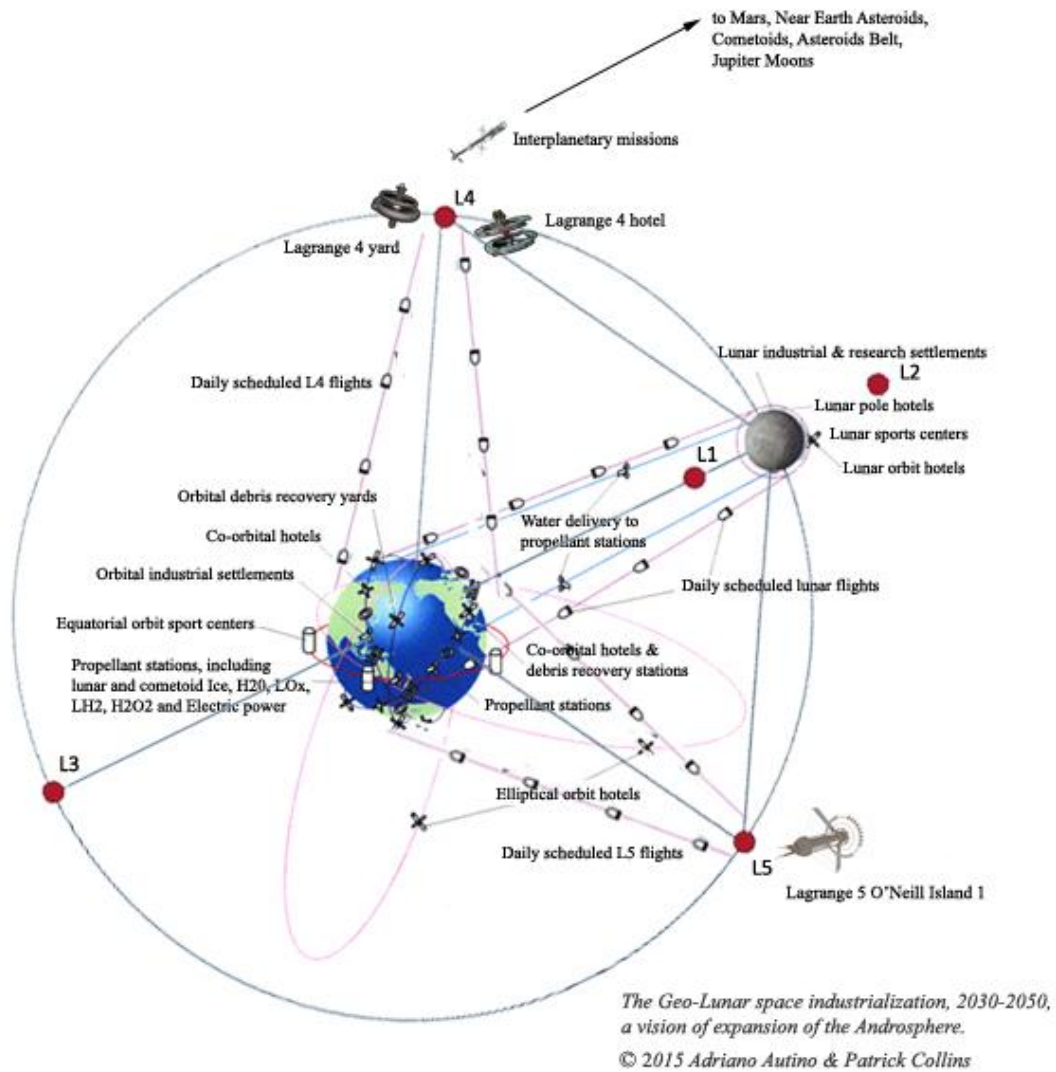 to Mars, Near Earth Asteroids,
Cometoids, Asteroids Belt,
Jupiter Moons
Interplanetary missions
L4
Lagrange 4 hotel
Lagrange 4 yard
Lunar industrial & research settlements
L2
Daily scheduled L4 flights
Lunar pole hotels
Lunar sports centers
L1
Lunar orbit hotels
Orbital debris recovery yards
Water delivery to
propellant stations
Co-orbital hotels
Orbital industrial settlements
Daily scheduled lunar flights
Equatorial orbit sport centers
Co-orbital hotels &
debris recovery stations
Propellant stations, including
lunar and cometoid Ice, H20, LOx,
LH2, H2O2 and Electric power
Propellant stations
L3
Elliptical orbit hotels
Daily scheduled L5 flights
L5
Lagrange 5 O"Neill Island 1
The Geo-Lunar space industrialization, 2030-2050,
a vision of expansion of the Androsphere.
© 2015 Adriano Autino & Patrick Collins